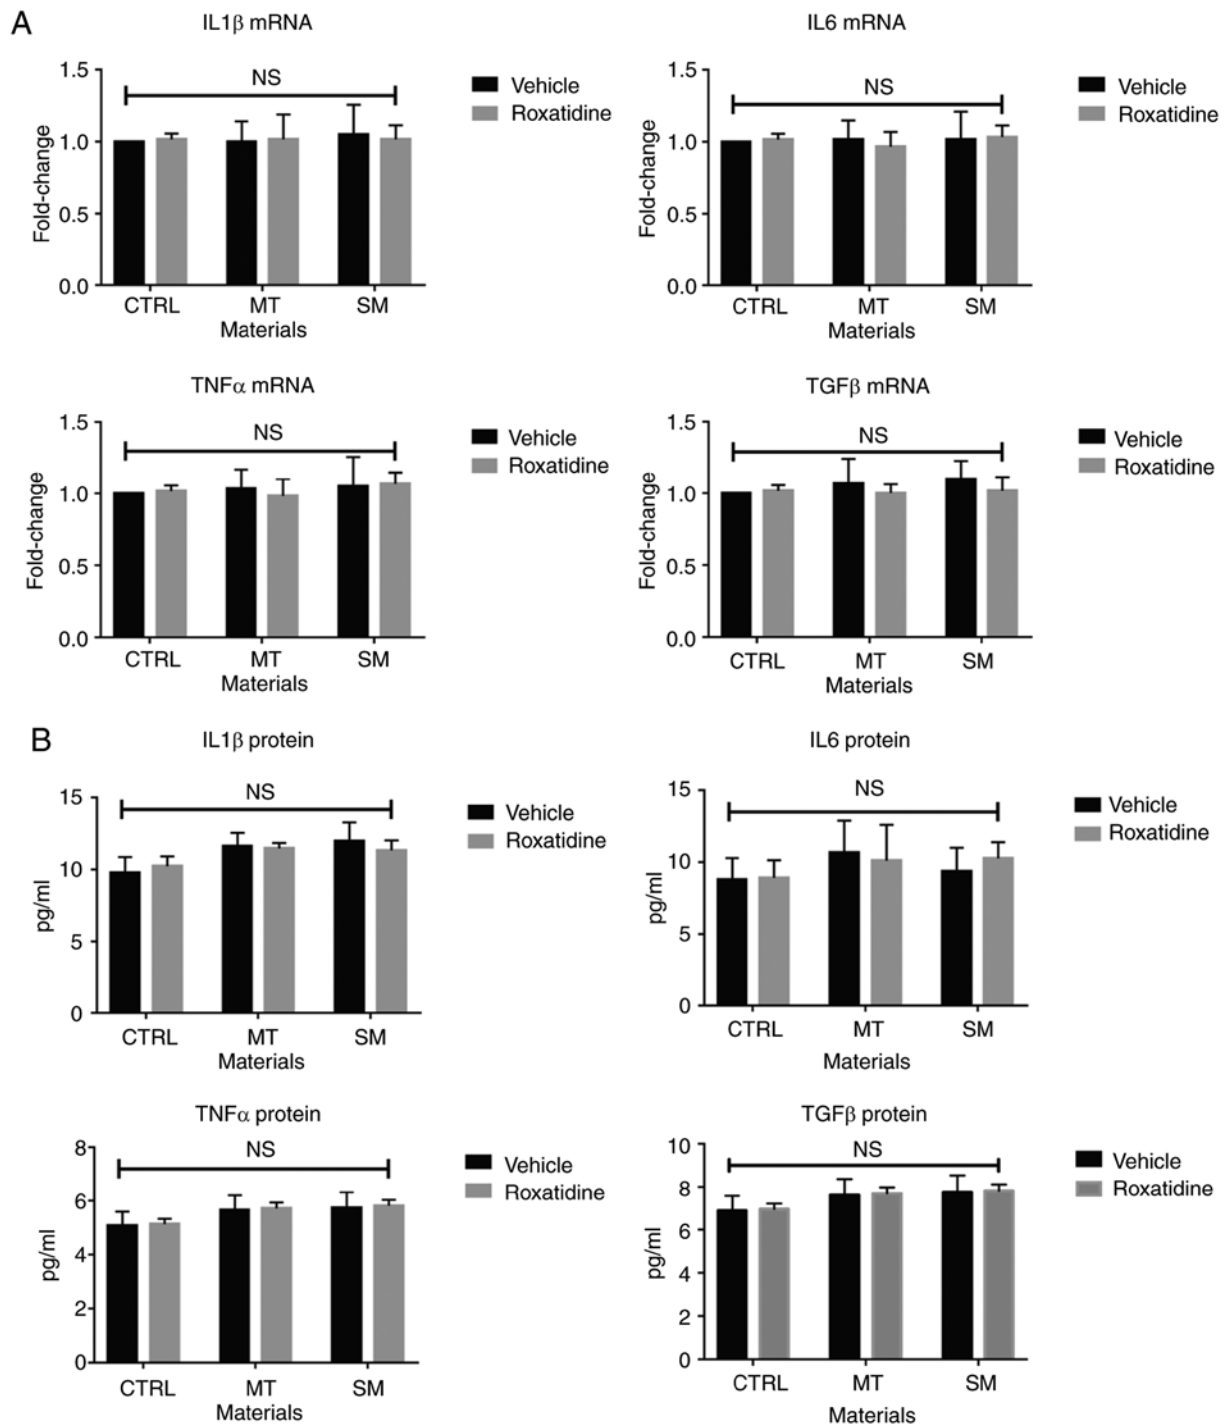 A
IL1β mRNA
1.5
1.0
0.5
0.0
Fold-change
NS
Vehicle
Roxatidine
CTRL MT SM
Materials
IL6 mRNA
1.5
1.0
0.5
0.0
Fold-change
NS
Vehicle
Roxatidine
CTRL MT SM
Materials
TNFα mRNA
1.5
1.0
0.5
0.0
Fold-change
NS
Vehicle
Roxatidine
CTRL MT SM
Materials
TGFβ mRNA
1.5
1.0
0.5
0.0
Fold-change
NS
Vehicle
Roxatidine
CTRL MT SM
Materials
B
IL1β protein
15
10
5
0
pg/ml
NS
Vehicle
Roxatidine
CTRL MT SM
Materials
IL6 protein
15
10
5
0
pg/ml
NS
Vehicle
Roxatidine
CTRL MT SM
Materials
TNFα protein
8
6
4
2
0
pg/ml
NS
Vehicle
Roxatidine
CTRL MT SM
Materials
TGFβ protein
10
8
6
4
2
0
pg/ml
NS
Vehicle
Roxatidine
CTRL MT SM
Materials